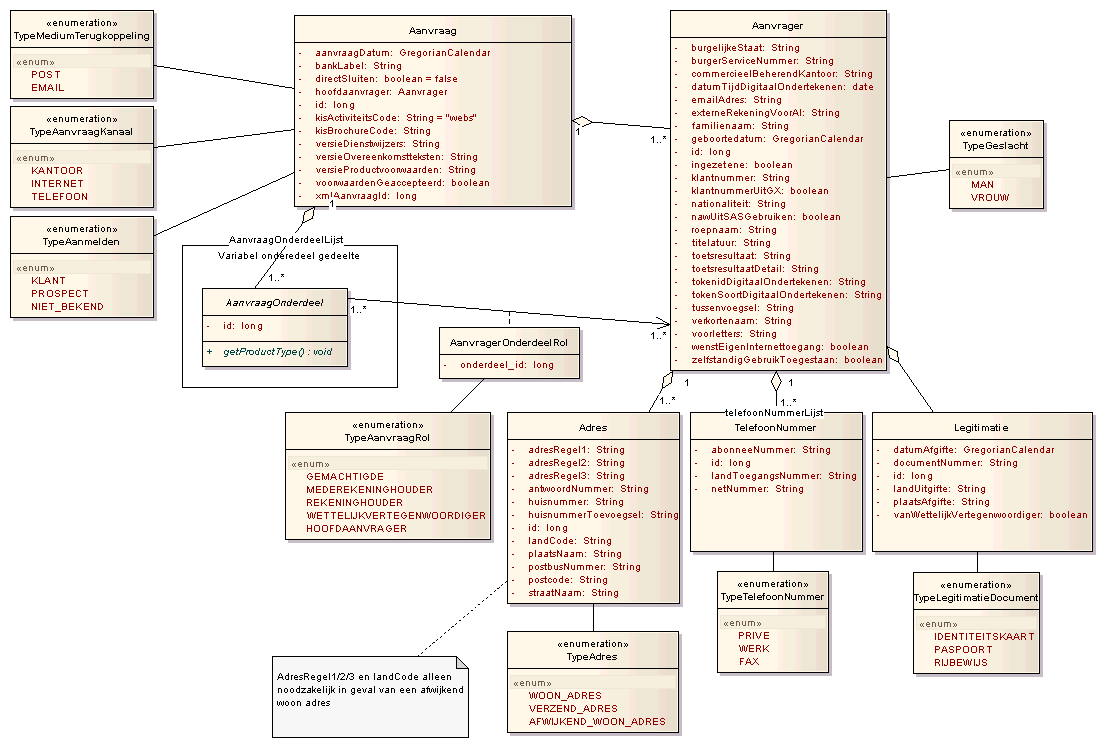 «enumeration»
TypeMediumTerugkoppeling
«enum»
POST
EMAIL
«enumeration»
TypeAanvraagKanaal
«enum»
KANTOOR
INTERNET
TELEFOON
«enumeration»
TypeAanmelden
«enum»
KLANT
PROSPECT
NIET_BEKEND
Aanvraag
- aanvraagDatum: GregorianCalendar
- bankLabel: String
- directSluiten: boolean = false
- hoofdaanvrager: Aanvrager
- id: long
- kisActiviteitsCode: String = "webs"
- kisBrochureCode: String
- versieDienstwijzers: String
- versieOvereenkomstteksten: String
- versieProductvoorwaarden: String
- voorwaardenGeaccepteerd: boolean
- xmlAanvraagId: long
1
1
1..*
Aanvrager
- burgelijkeStaat: String
- burgerServiceNummer: String
- commercieelBeherendKantoor: String
- datumTijdDigitaalOndertekenen: date
- emailAdres: String
- externeRekeningVoorAI: String
- familienaam: String
- geboortedatum: GregorianCalendar
- id: long
- ingezetene: boolean
- klantnummer: String
- klantnummerUitGX: boolean
- nationaliteit: String
- nawUitSASGebruiken: boolean
- roepnaam: String
- titelatuur: String
- toetsresultaat: String
- toetsresultaatDetail: String
- tokenidDigitaalOndertekenen: String
- tokenSoortDigitaalOndertekenen: String
- tussenvoegsel: String
- verkortenaam: String
- voorletters: String
- wenstEigenInternettoegang: boolean
- zelfstandigGebruikToegestaan: boolean
«enumeration»
TypeGeslacht
«enum»
MAN
VROUW
AanvraagOnderdeelLijst
Variabel onderedeel gedeelte
1..*
AanvraagOnderdeel
- id: long
+ getProductType() : void
1..*
1..*
AanvragerOnderdeelRol
- onderdeel_id: long
«enumeration»
TypeAanvraagRol
«enum»
GEMACHTIGDE
MEDEREKENINGHOUDER
REKENINGHOUDER
WETTELIJKVERTEGENWOORDIGER
HOOFDAANVRAGER
1
1..*
Adres
- adresRegel1: String
- adresRegel2: String
- adresRegel3: String
- antwoordNummer: String
- huisnummer: String
- huisnummerToevoegsel: String
- id: long
- landCode: String
- plaatsNaam: String
- postbusNummer: String
- postcode: String
- straatNaam: String
1
1..*
telefoonNummerLijst
TelefoonNummer
- abonneeNummer: String
- id: long
- landToegangsNummer: String
- netNummer: String
Legitimatie
- datumAfgifte: GregorianCalendar
- documentNummer: String
- id: long
- landUitgifte: String
- plaatsAfgifte: String
- vanWettelijkVertegenwoordiger: boolean
«enumeration»
TypeTelefoonNummer
«enum»
PRIVE
WERK
FAX
«enumeration»
TypeLegitimatieDocument
«enum»
IDENTITEITSKAART
PASPOORT
RIJBEWIJS
«enumeration»
TypeAdres
«enum»
WOON_ADRES
VERZEND_ADRES
AFWIJKEND_WOON_ADRES
AdresRegel1/2/3 en landCode alleen
noodzakelijk in geval van een afwijkend
woon adres